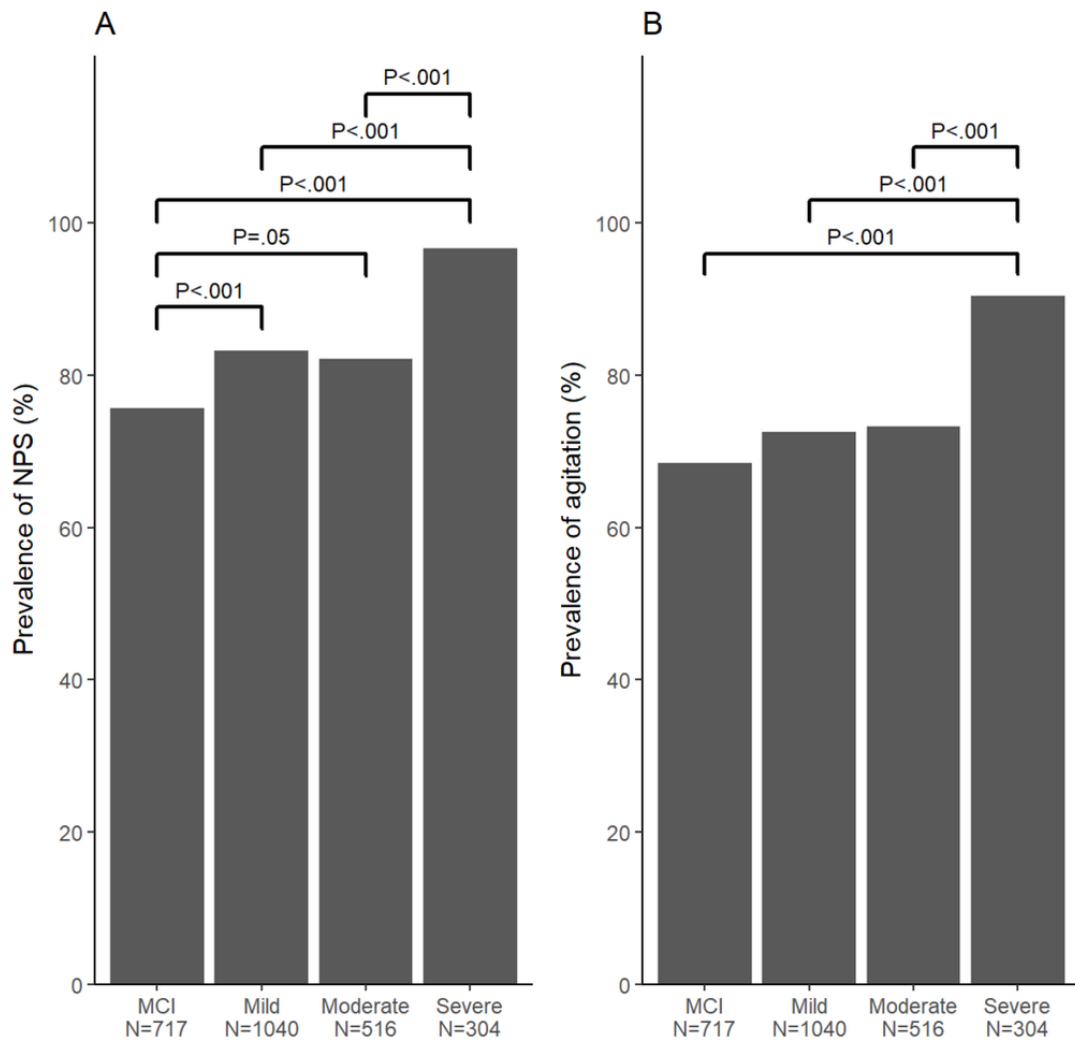 A
Prevalence of NPS (%)
P<.001
P<.001
P<.001
P=.05
P<.001
100
80
60
40
20
0
MCI
N=717
Mild
N=1040
Moderate
N=516
Severe
N=304
B
Prevalence of agitation (%)
P<.001
P<.001
P<.001
100
80
60
40
20
0
MCI
N=717
Mild
N=1040
Moderate
N=516
Severe
N=304